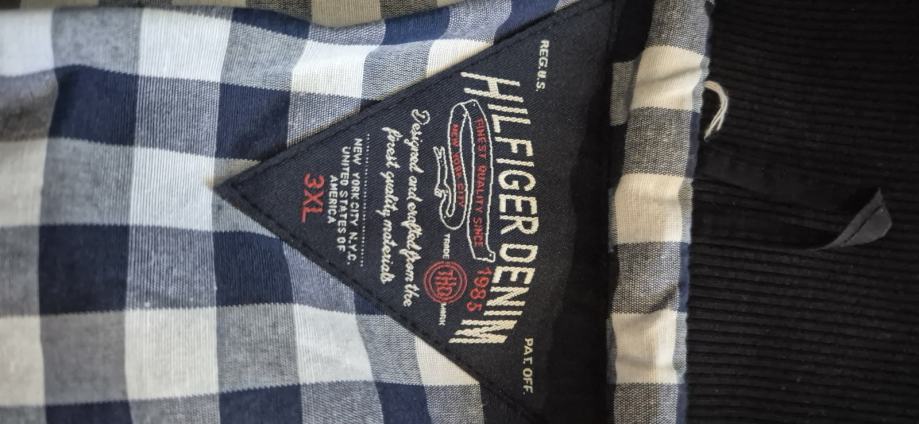 REG.U.S. PAT. OFF.
HILFIGER DENIM
FINEST QUALITY SINCE 1985
NEW YORK CITY
TRADE THD MARK
Designed and crafted from the
finest quality materials
NEW YORK CITY N.Y.C.
UNITED STATES OF
AMERICA
3XL